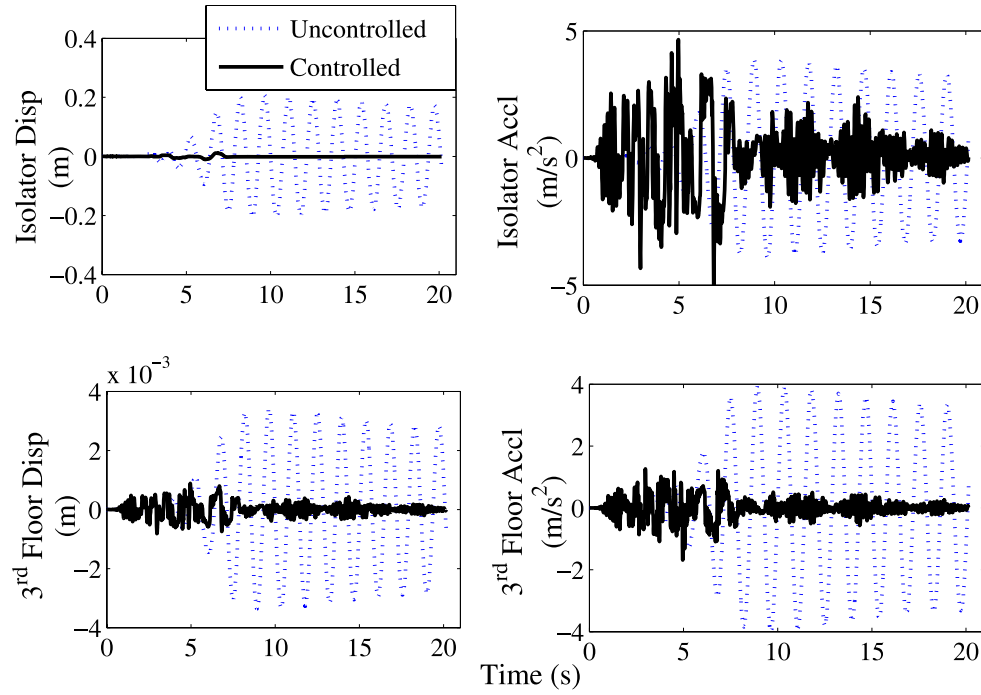 Uncontrolled
Controlled
Isolator Disp
(m)
0.4
0.2
0
−0.2
−0.4
0 5 10 15 20
Isolator Accl
(m/s²)
5
0
−5
0 5 10 15 20
x 10⁻³
3ʳᵈ Floor Disp
(m)
4
2
0
−2
−4
0 5 10 15 20
3ʳᵈ Floor Accl
(m/s²)
4
2
0
−2
−4
0 5 10 15 20
Time (s)